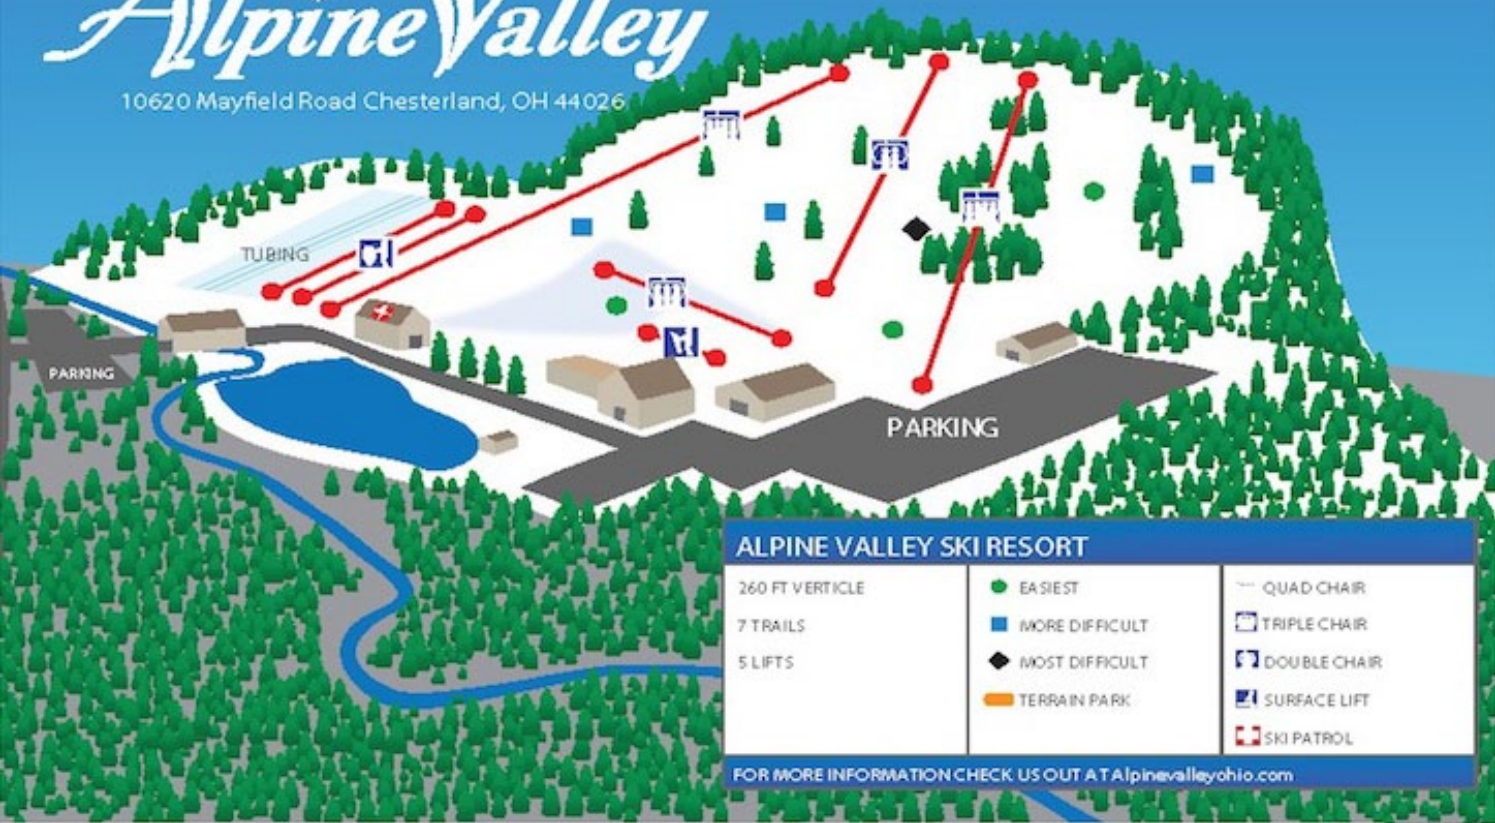 Alpine Valley
10620 Mayfield Road Chesterland, OH 44026
TUBING
PARKING
PARKING
ALPINE VALLEY SKI RESORT
260 FT VERTICLE
7 TRAILS
5 LIFTS
EASIEST
MORE DIFFICULT
MOST DIFFICULT
TERRAIN PARK
QUAD CHAIR
TRIPLE CHAIR
DOUBLE CHAIR
SURFACE LIFT
SKI PATROL
FOR MORE INFORMATION CHECK US OUT AT Alpinevalleyohio.com